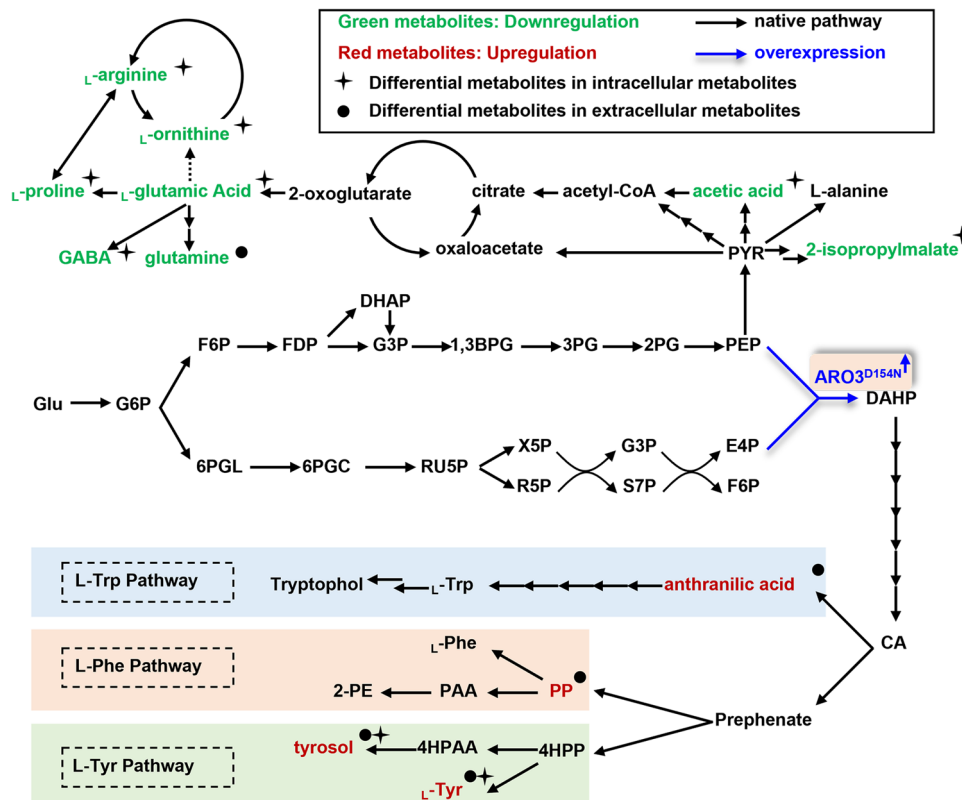 Green metabolites: Downregulation
native pathway
Red metabolites: Upregulation
overexpression
Differential metabolites in intracellular metabolites
Differential metabolites in extracellular metabolites
L-arginine
L-ornithine
L-proline
L-glutamic Acid
2-oxoglutarate
citrate
acetyl-CoA
acetic acid
L-alanine
GABA
glutamine
oxaloacetate
PYR
2-isopropylmalate
DHAP
F6P
FDP
G3P
1,3BPG
3PG
2PG
PEP
ARO3D154N
Glu
G6P
DAHP
6PGL
6PGC
RU5P
X5P
G3P
E4P
R5P
S7P
F6P
L-Trp Pathway
Tryptophol
L-Trp
anthranilic acid
CA
L-Phe Pathway
L-Phe
2-PE
PAA
PP
Prephenate
L-Tyr Pathway
tyrosol
4HPAA
4HPP
L-Tyr